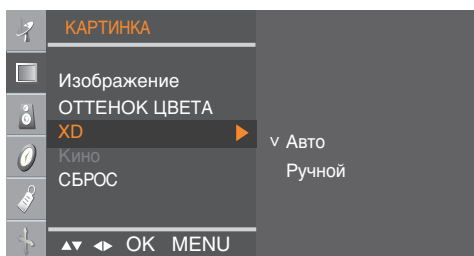 КАРТИНКА
Изображение
ОТТЕНОК ЦВЕТА
XD
Кино
СБРОС
v Авто
Ручной
▲▼ ◄► OK MENU